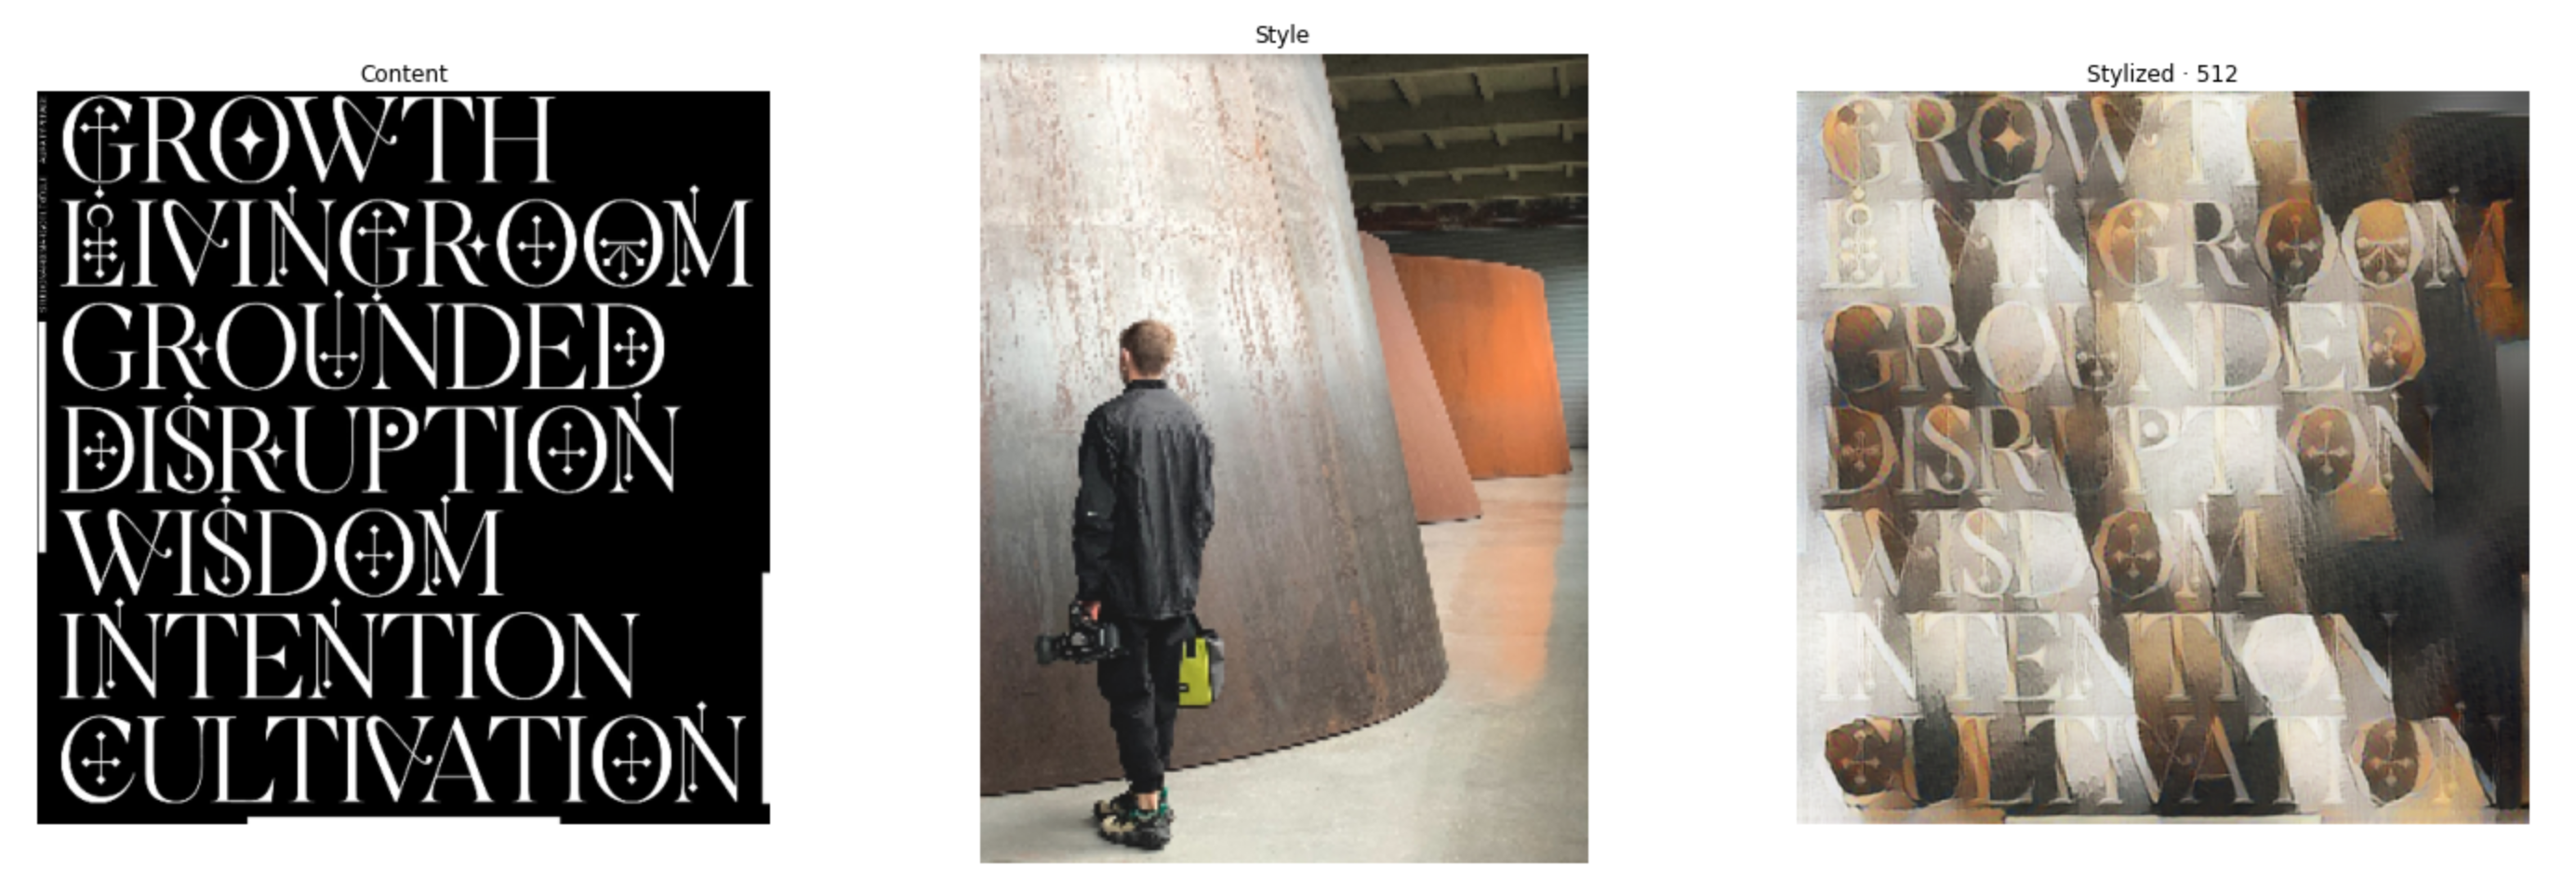 Content
GROWTH
LIVINGROOM
GROUNDED
DISRUPTION
WISDOM
INTENTION
CULTIVATION
Style
Stylized · 512
GROWTH
LIVINGROOM
GROUNDED
DISRUPTION
WISDOM
INTENTION
CULTIVATION